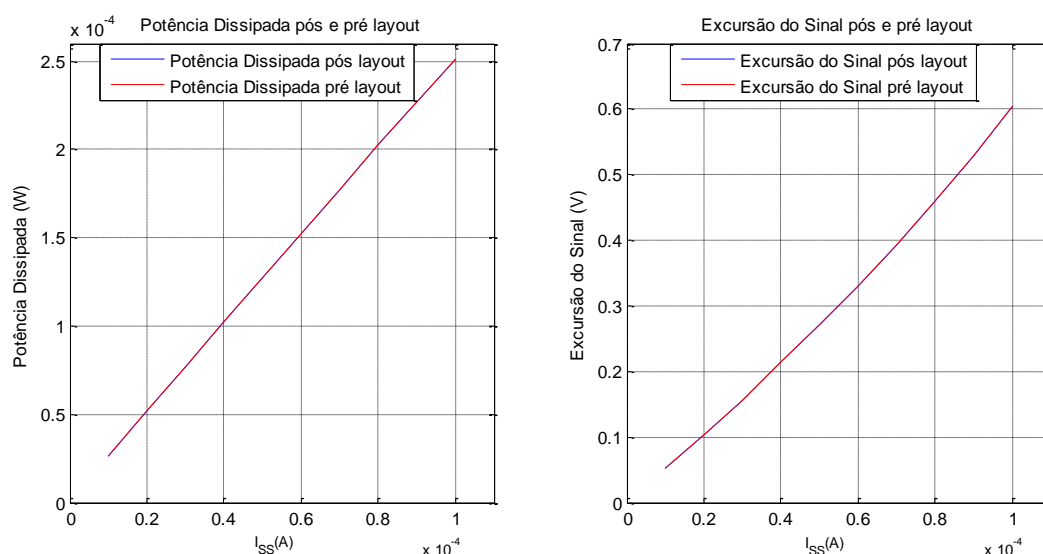 x 10⁻⁴
Potência Dissipada pós e pré layout
Potência Dissipada pós layout
Potência Dissipada pré layout
2.5
2
1.5
1
0.5
0
Potência Dissipada (W)
0 0.2 0.4 0.6 0.8 1
I_SS(A)
x 10⁻⁴
Excursão do Sinal pós e pré layout
Excursão do Sinal pós layout
Excursão do Sinal pré layout
0.7
0.6
0.5
0.4
0.3
0.2
0.1
0
Excursão do Sinal (V)
0 0.2 0.4 0.6 0.8 1
I_SS(A)
x 10⁻⁴